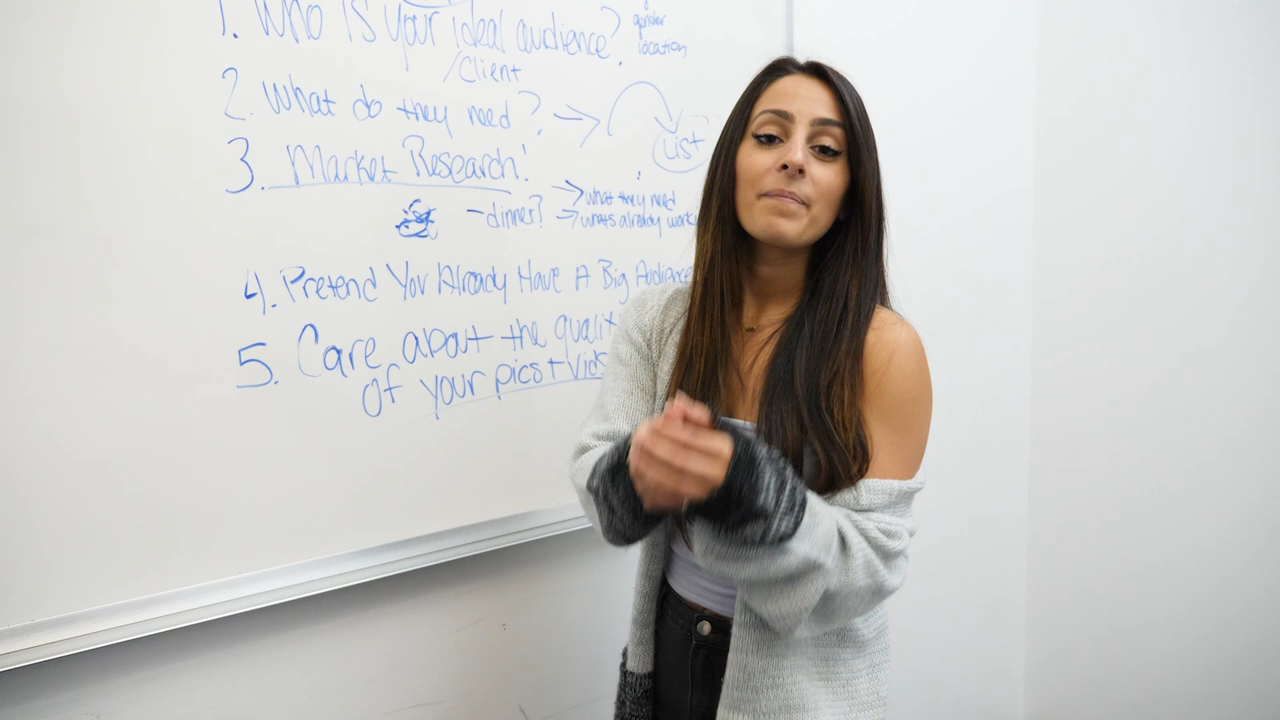 1. Who is your ideal audience?
gender
location
/Client
2. What do they need? → List
3. Market Research!
-dinner? → what they need
→ whats already work
4. Pretend You Already Have A Big Audience
5. Care about the qualit
of your pics + vids